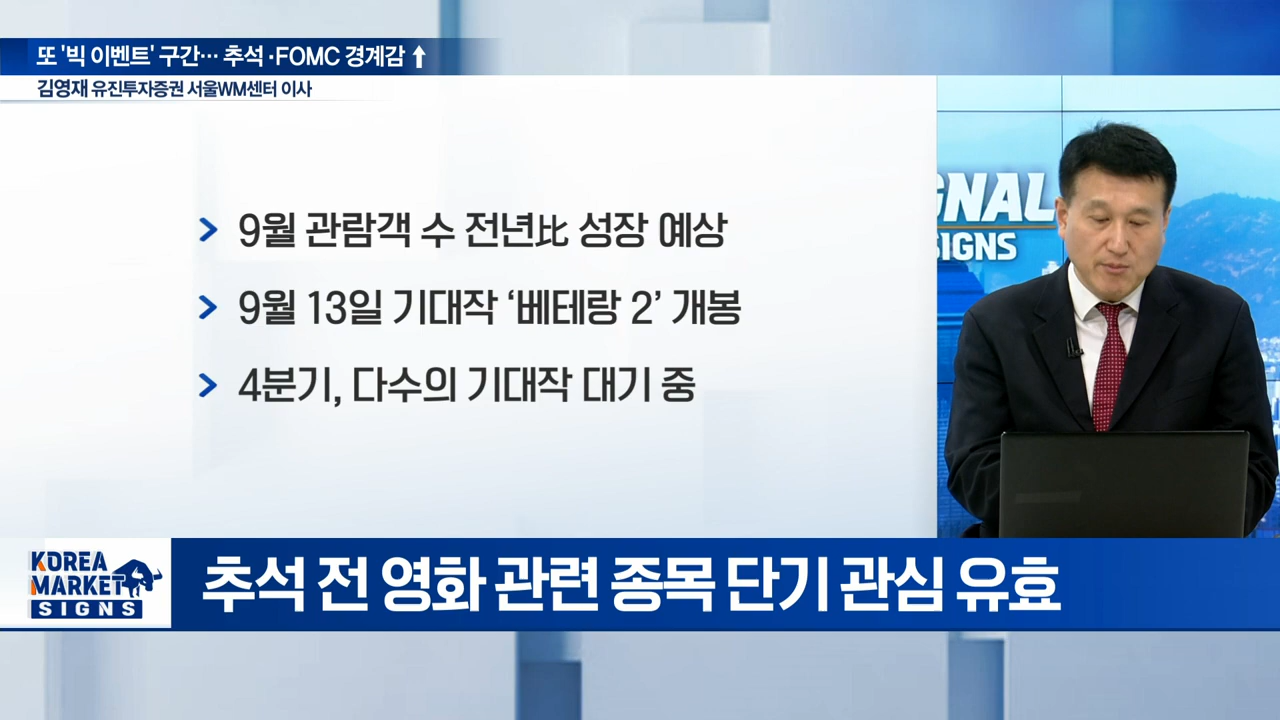 또 '빅 이벤트' 구간… 추석·FOMC 경계감 ↑
김영재 유진투자증권 서울WM센터 이사
> 9월 관람객 수 전년比 성장 예상
> 9월 13일 기대작 ‘베테랑 2’ 개봉
> 4분기, 다수의 기대작 대기 중
GNAL
SIGNS
KOREA
MARKET
SIGNS
추석 전 영화 관련 종목 단기 관심 유효